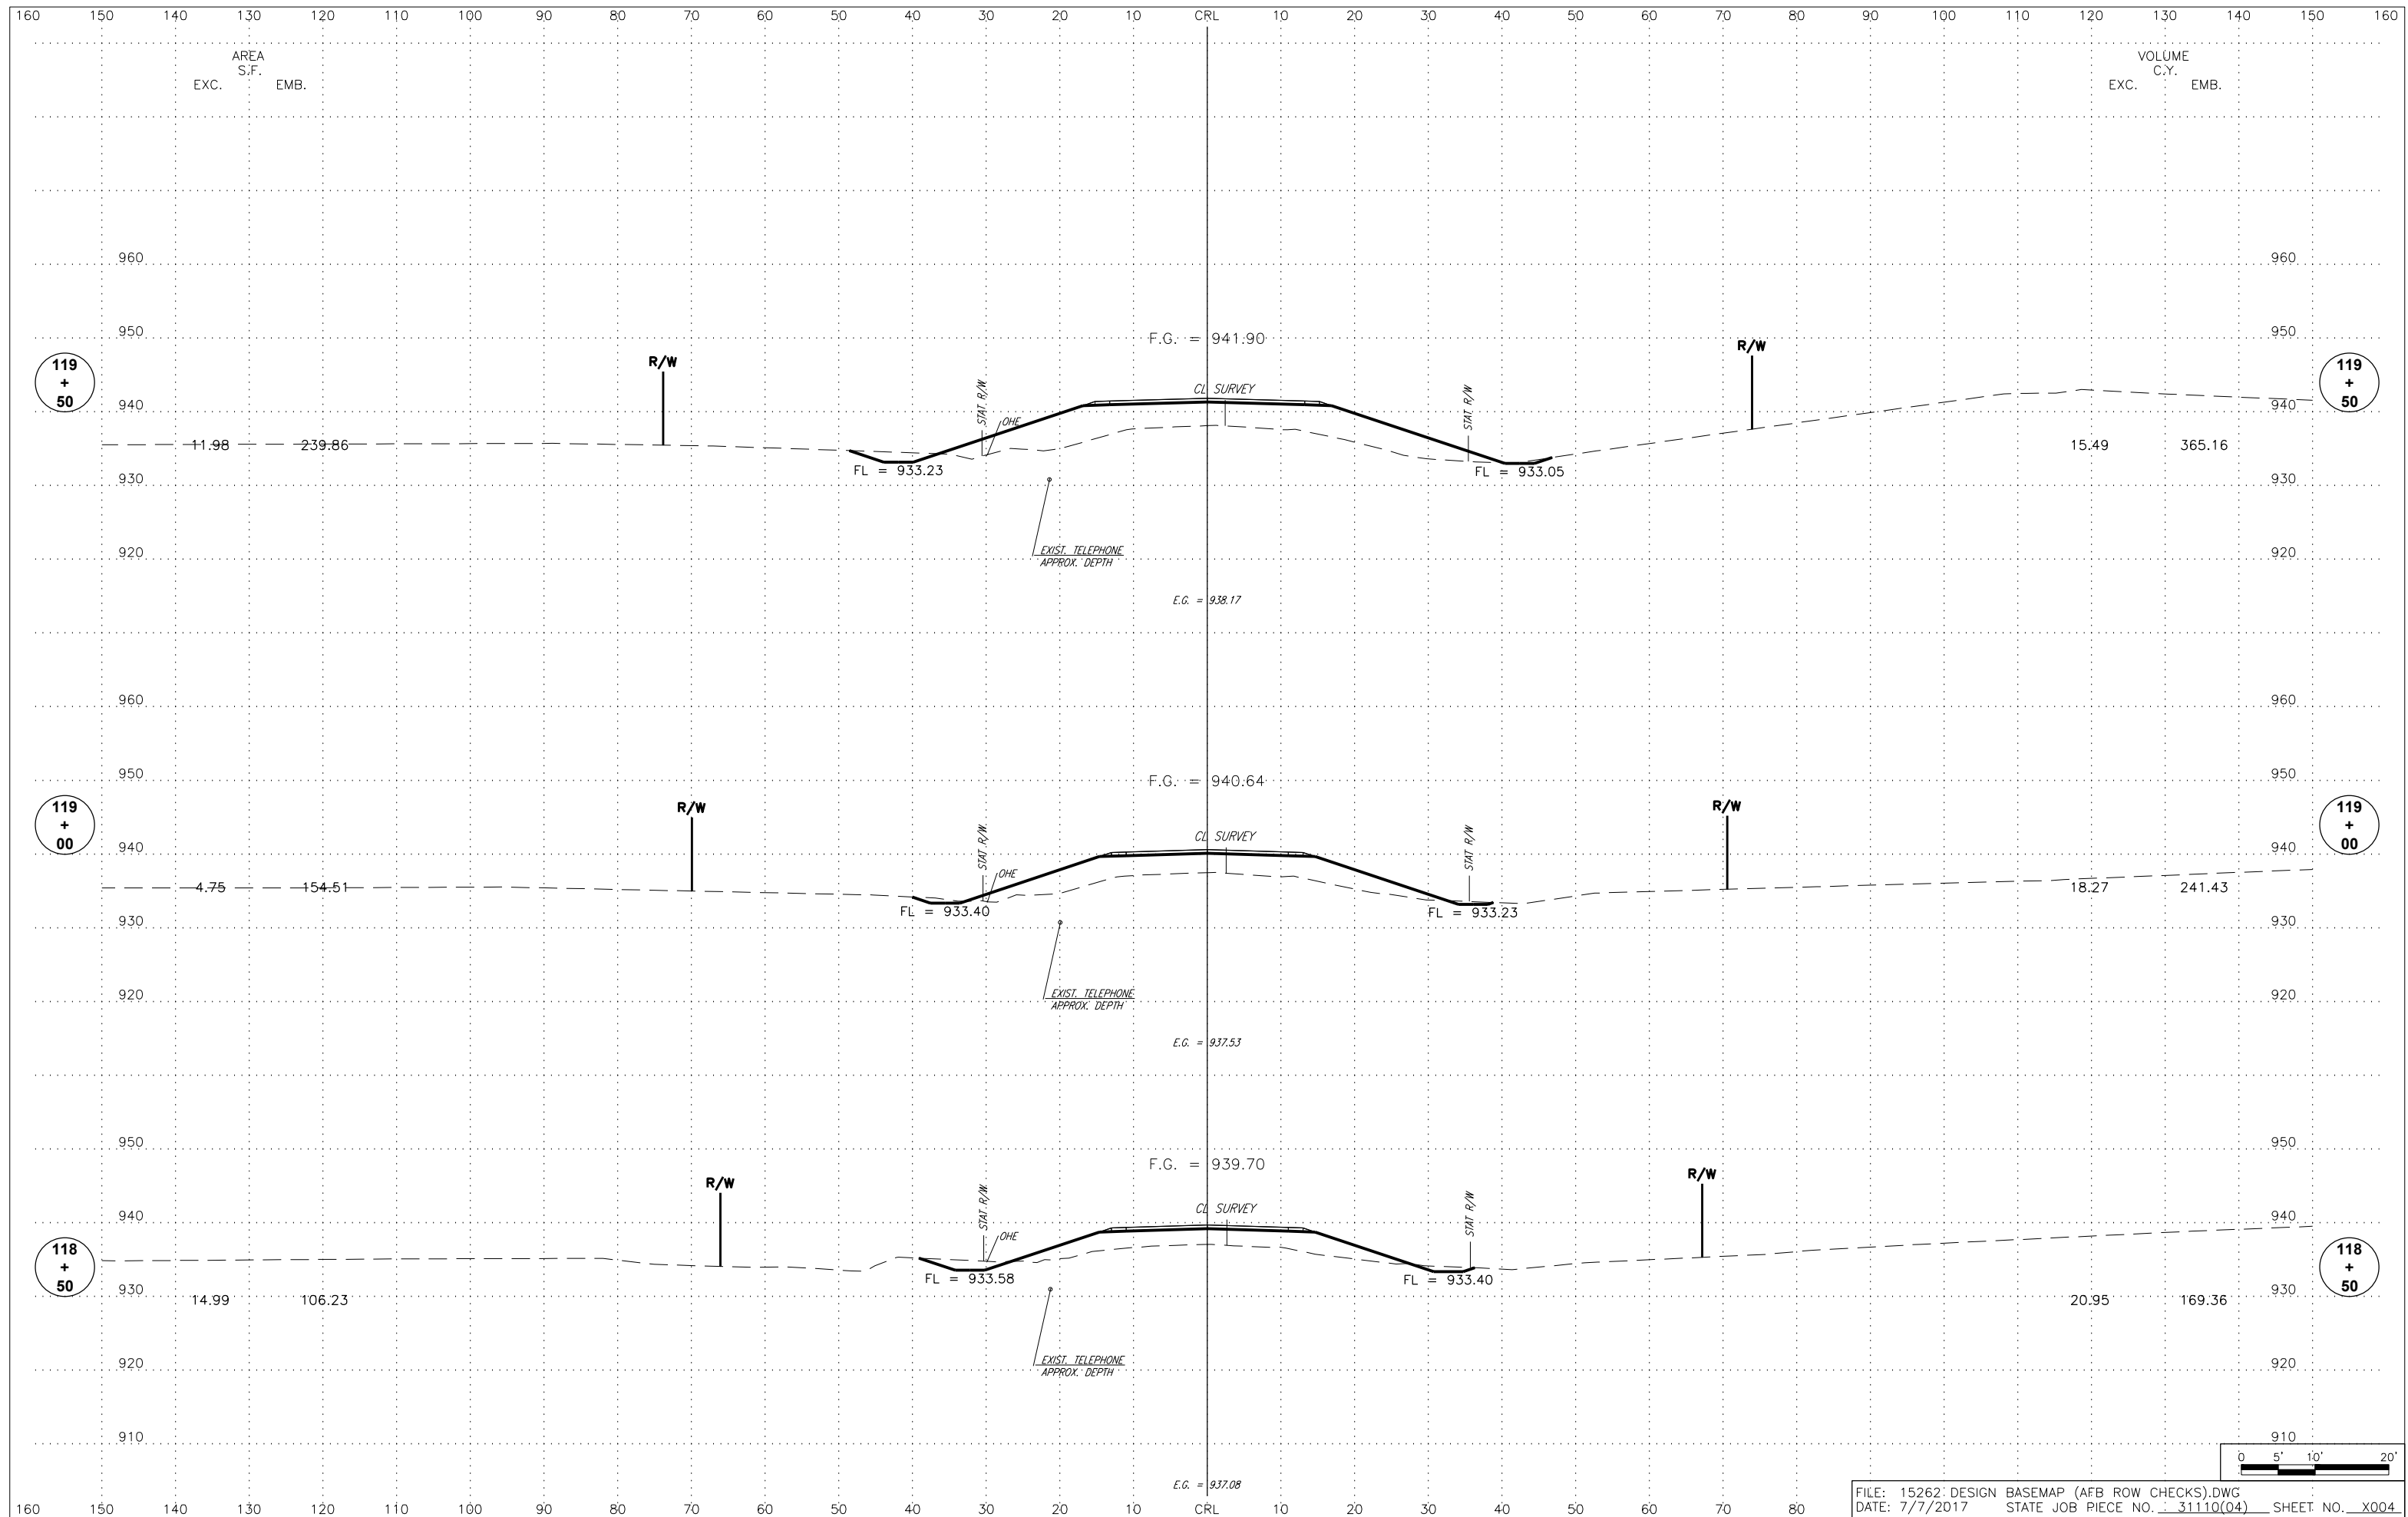 160 150 140 130 120 110 100 90 80 70 60 50 40 30 20 10 CRL 10 20 30 40 50 60 70 80 90 100 110 120 130 140 150 160
AREA
S.F.
EXC. EMB.
VOLUME
C.Y.
EXC. EMB.
960 960
950 F.G. = 941.90 950
119
+
50
R/W
STAT R/W
OHE
CL SURVEY
STAT R/W
R/W
119
+
50
940 940
11.98 239.86 15.49 365.16
FL = 933.23 FL = 933.05
930 930
EXIST. TELEPHONE
APPROX. DEPTH
920 920
E.G. = 938.17
960 960
950 F.G. = 940.64 950
119
+
00
R/W
STAT R/W
OHE
CL SURVEY
STAT R/W
R/W
119
+
00
940 940
4.75 154.51 18.27 241.43
FL = 933.40 FL = 933.23
930 930
EXIST. TELEPHONE
APPROX. DEPTH
920 920
E.G. = 937.53
950 950
F.G. = 939.70
R/W
STAT R/W
OHE
CL SURVEY
STAT R/W
R/W
940 940
118
+
50
118
+
50
FL = 933.58 FL = 933.40
930 930
14.99 106.23 20.95 169.36
EXIST. TELEPHONE
APPROX. DEPTH
920 920
910 910
0 5' 10' 20'
E.G. = 937.08
160 150 140 130 120 110 100 90 80 70 60 50 40 30 20 10 CRL 10 20 30 40 50 60 70 80
FILE: 15262 DESIGN BASEMAP (AFB ROW CHECKS).DWG
DATE: 7/7/2017 STATE JOB PIECE NO. 31110(04) SHEET NO. X004